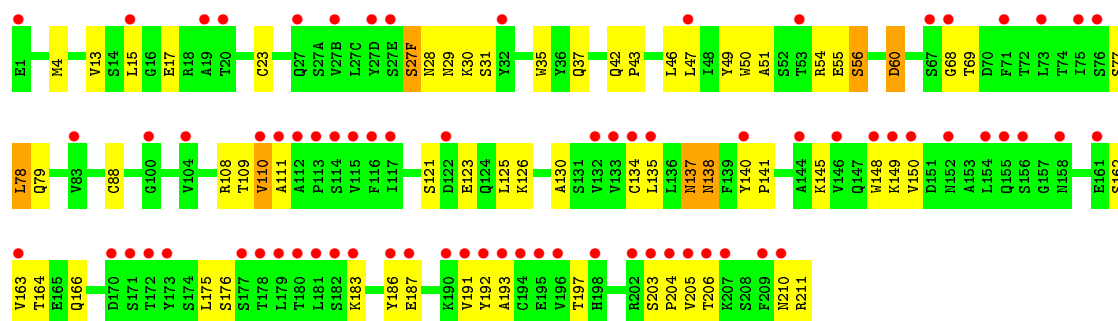 E1 M4 V13 S14 L15 G16 E17 R18 A19 T20 C23 Q27 S27A V27B L27C Y27D S27E S27F N28 N29 K30 S31 Y32 W35 Y36 Q37 Q42 P43 L46 L47 I48 Y49 W50 A51 S52 T53 R54 E55 S56 D60 S67 G68 T69 D70 F71 T72 L73 T74 I75 S76 S77
L78 Q79 V83 C88 G100 V104 R108 T109 V110 A111 A112 P113 S114 V115 F116 I117 S121 D122 E123 Q124 L125 K126 A130 S131 V132 V133 C134 L135 L136 N137 N138 F139 Y140 P141 A144 K145 V146 Q147 W148 K149 V150 D151 N152 A153 L154 Q155 S156 G157 N158 E161 S162
V163 T164 E165 Q166 D170 S171 T172 Y173 S174 L175 S176 S177 T178 L179 T180 L181 S182 K183 Y186 E187 K190 V191 Y192 A193 C194 E195 V196 T197 H198 R202 S203 P204 V205 T206 K207 S208 F209 N210 R211